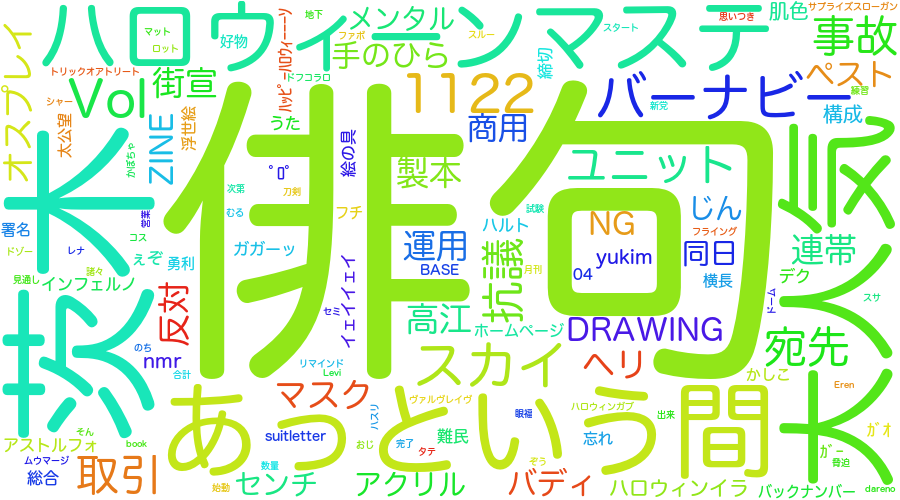 俳句
茨木
大人気
あっという間
ハロウィンマステ
メンタル
手のひら
マット
ロット
好物
地下
ファボ
スルー
スタート
締切
思いつき
サプライズスローガン
肌色
事故
ペスト
練習
トリックオアトリート
ハッピーハロウィーーーン
ドフコラロ
オスプレイ
シャー
Vol
街宣
太公望
ZINE
浮世絵
かぼちゃ
うた
絵の具
1122
製本
商用
バーナビー
新党
構成
ユニット
じん
連帯
NG
フライング
同日
横長
試験
ハルト
yukim
04
BASE
運用
抗議
月刊
高江
ホームページ
DRAWING
刀剣
フチ
次第
むる
ガガーッ
セミ
イェイイェイ
署名
ドゾー
レナ
営業
コス
えぞ
勇利
諸々
見通し
インフェルノ
反対
のち
nmr
合計
リマインド
Levi
マスク
スカイ
ヘリ
ドーム
デク
スサ
宛先
かしこ
Eren
ヴァルヴレイヴ
ハロウィンガブ
ハスリ
眼福
忘れ
出来
アストルフォ
そん
book
suitletter
難民
おじ
完了
タテ
ぞう
ムウマージ
総合
取引
始動
数量
センチ
アクリル
バディ
ハロウィンイラ
バックナンバー
脅迫
dareno